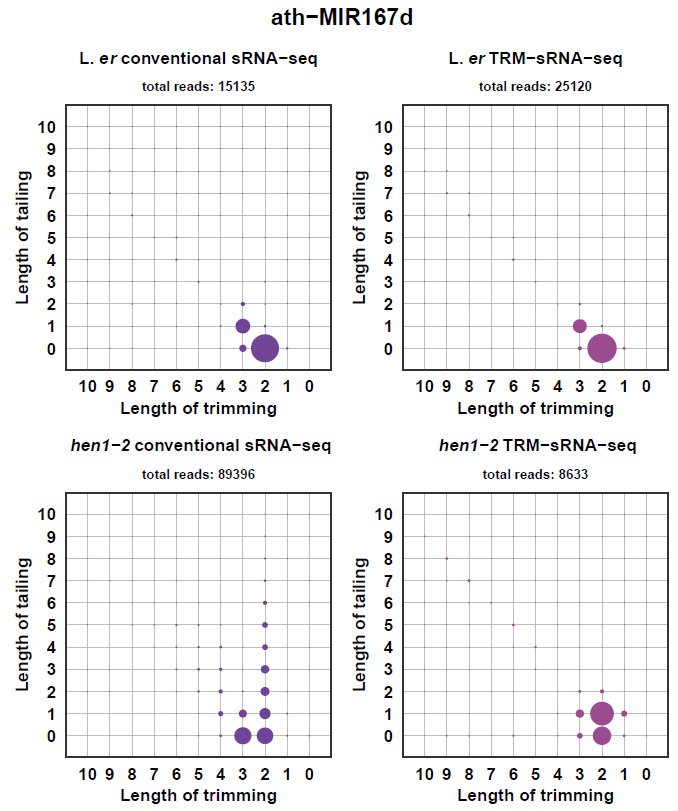 ath−MIR167d
L. er conventional sRNA−seq
total reads: 15135
Length of tailing
10
9
8
7
6
5
4
3
2
1
0
10 9 8 7 6 5 4 3 2 1 0
Length of trimming
L. er TRM−sRNA−seq
total reads: 25120
Length of tailing
10
9
8
7
6
5
4
3
2
1
0
10 9 8 7 6 5 4 3 2 1 0
Length of trimming
hen1−2 conventional sRNA−seq
total reads: 89396
Length of tailing
10
9
8
7
6
5
4
3
2
1
0
10 9 8 7 6 5 4 3 2 1 0
Length of trimming
hen1−2 TRM−sRNA−seq
total reads: 8633
Length of tailing
10
9
8
7
6
5
4
3
2
1
0
10 9 8 7 6 5 4 3 2 1 0
Length of trimming